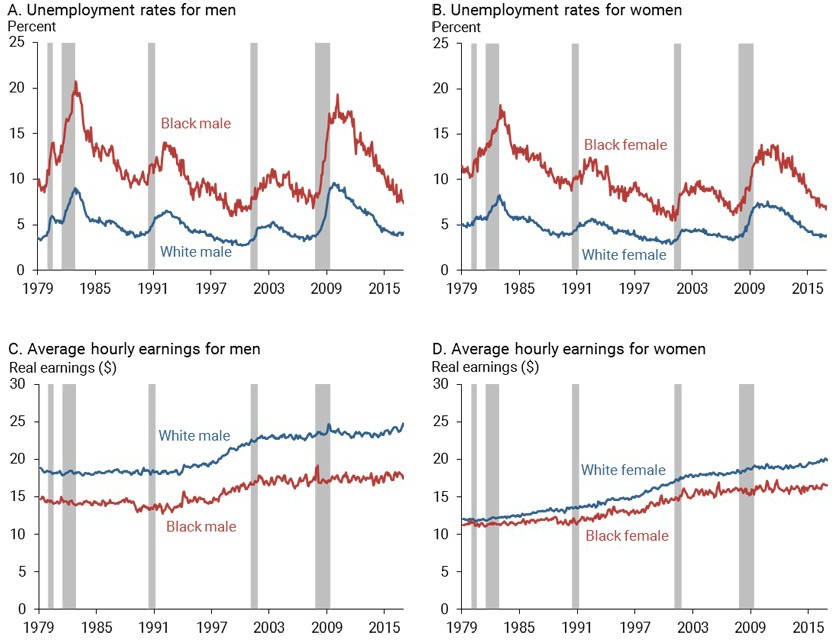 A. Unemployment rates for men
Percent
25
20
15
10
5
0
Black male
White male
1979 1985 1991 1997 2003 2009 2015
B. Unemployment rates for women
Percent
25
20
15
10
5
0
Black female
White female
1979 1985 1991 1997 2003 2009 2015
C. Average hourly earnings for men
Real earnings ($)
30
25
20
15
10
5
0
White male
Black male
1979 1985 1991 1997 2003 2009 2015
D. Average hourly earnings for women
Real earnings ($)
30
25
20
15
10
5
0
White female
Black female
1979 1985 1991 1997 2003 2009 2015